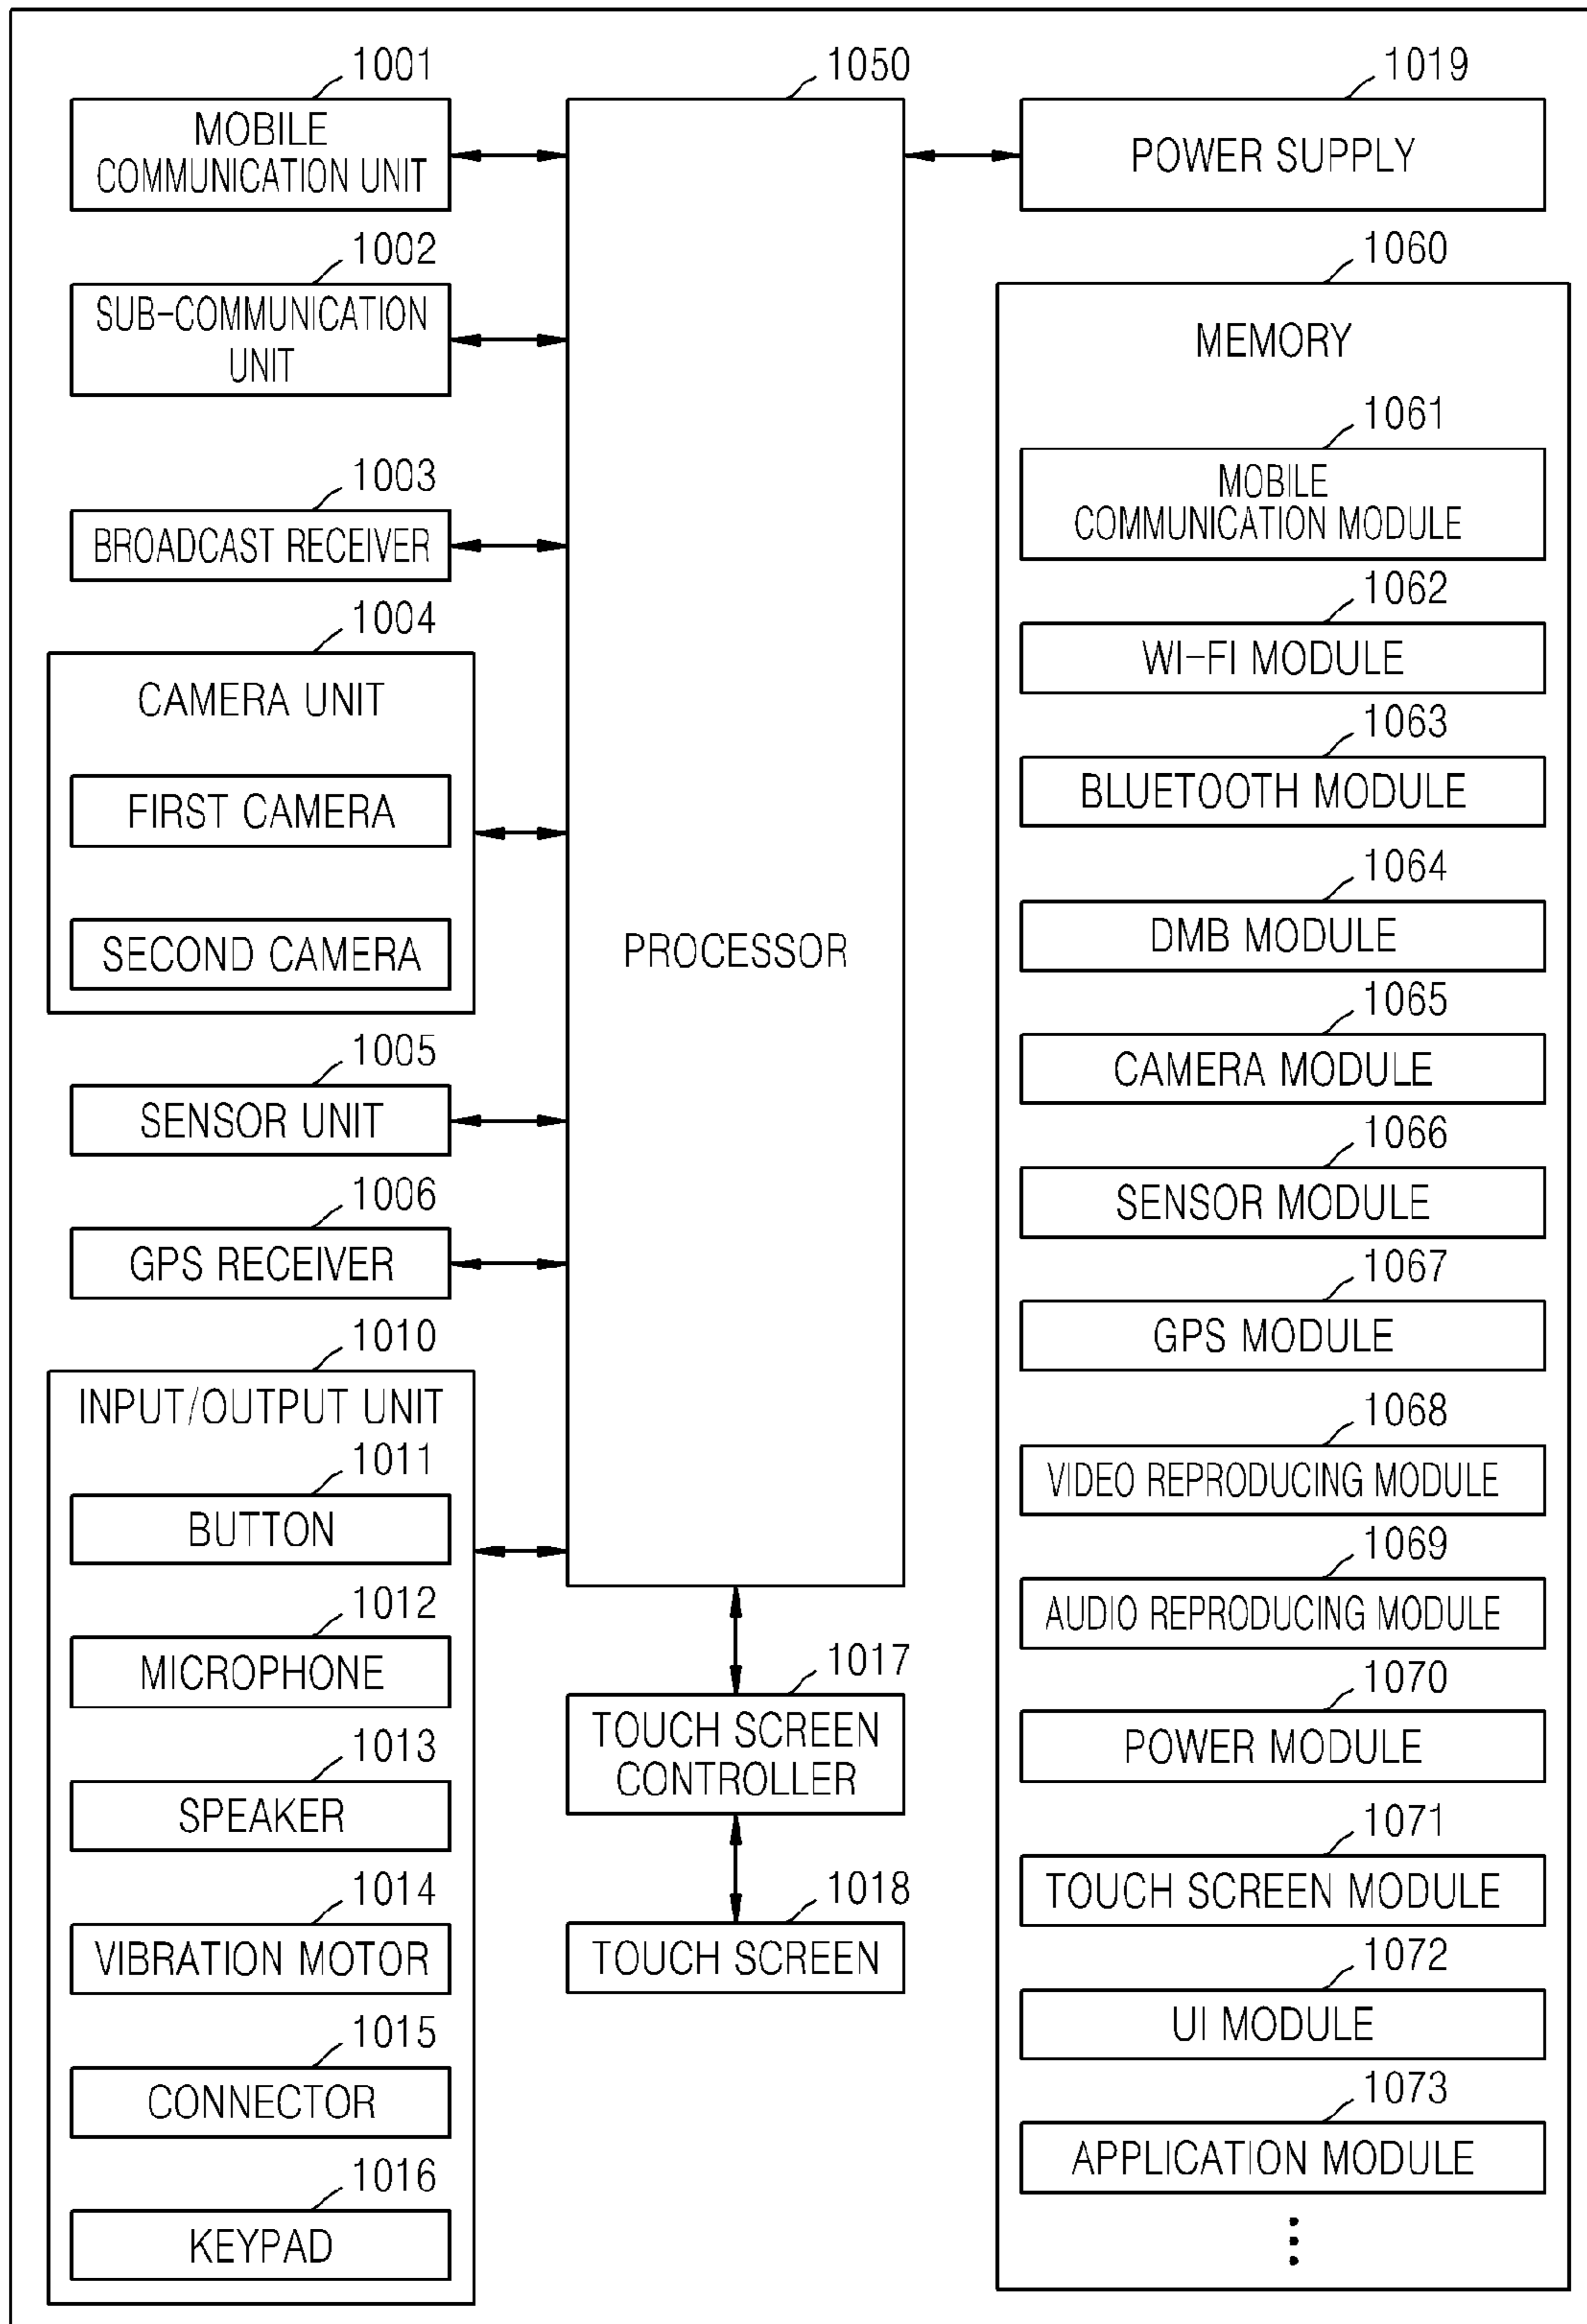 1001
MOBILE
COMMUNICATION UNIT
1002
SUB-COMMUNICATION
UNIT
1003
BROADCAST RECEIVER
1004
CAMERA UNIT
FIRST CAMERA
SECOND CAMERA
1005
SENSOR UNIT
1006
GPS RECEIVER
1010
INPUT/OUTPUT UNIT
1011
BUTTON
1012
MICROPHONE
1013
SPEAKER
1014
VIBRATION MOTOR
1015
CONNECTOR
1016
KEYPAD
1050
PROCESSOR
1017
TOUCH SCREEN
CONTROLLER
1018
TOUCH SCREEN
1019
POWER SUPPLY
1060
MEMORY
1061
MOBILE
COMMUNICATION MODULE
1062
WI-FI MODULE
1063
BLUETOOTH MODULE
1064
DMB MODULE
1065
CAMERA MODULE
1066
SENSOR MODULE
1067
GPS MODULE
1068
VIDEO REPRODUCING MODULE
1069
AUDIO REPRODUCING MODULE
1070
POWER MODULE
1071
TOUCH SCREEN MODULE
1072
UI MODULE
1073
APPLICATION MODULE